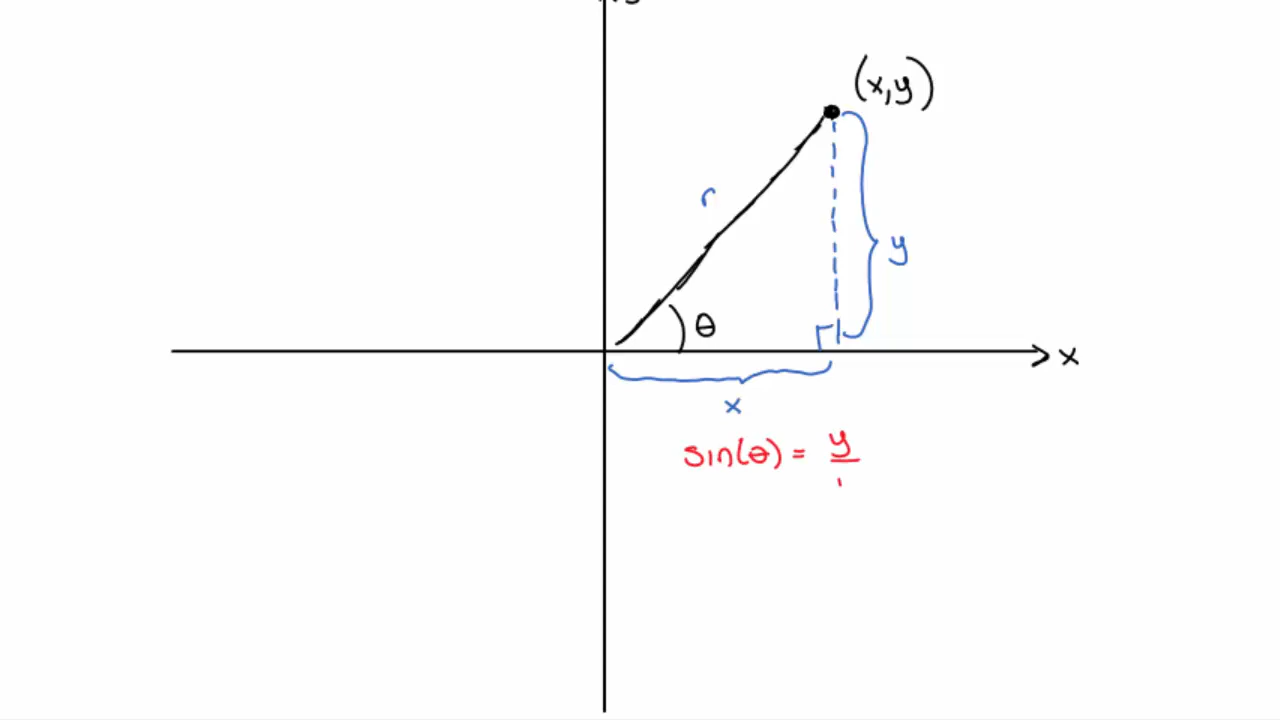 (x,y)
r
y
θ
x
x
sin(θ) = y/